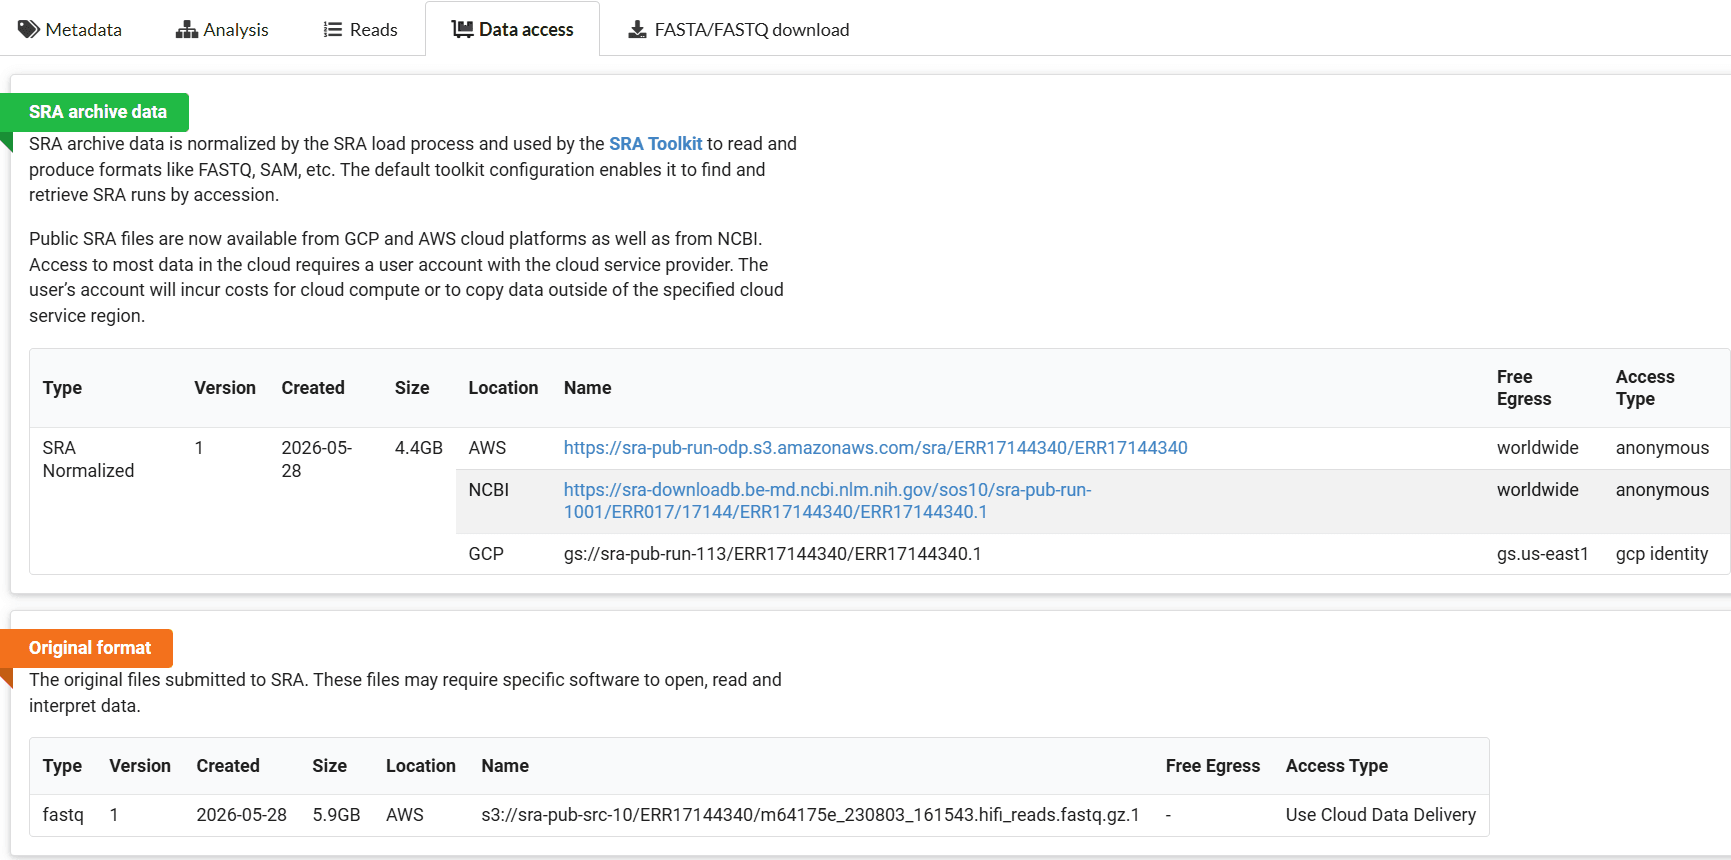 Metadata
Analysis
Reads
Data access
FASTA/FASTQ download
SRA archive data
SRA archive data is normalized by the SRA load process and used by the SRA Toolkit to read and
produce formats like FASTQ, SAM, etc. The default toolkit configuration enables it to find and
retrieve SRA runs by accession.
Public SRA files are now available from GCP and AWS cloud platforms as well as from NCBI.
Access to most data in the cloud requires a user account with the cloud service provider. The
user’s account will incur costs for cloud compute or to copy data outside of the specified cloud
service region.
Type Version Created Size Location Name Free Egress Access Type
SRA Normalized 1 2026-05-28 4.4GB AWS https://sra-pub-run-odp.s3.amazonaws.com/sra/ERR17144340/ERR17144340 worldwide anonymous
NCBI https://sra-downloadb.be-md.ncbi.nlm.nih.gov/sos10/sra-pub-run-
1001/ERR017/17144/ERR17144340/ERR17144340.1 worldwide anonymous
GCP gs://sra-pub-run-113/ERR17144340/ERR17144340.1 gs.us-east1 gcp identity
Original format
The original files submitted to SRA. These files may require specific software to open, read and
interpret data.
Type Version Created Size Location Name Free Egress Access Type
fastq 1 2026-05-28 5.9GB AWS s3://sra-pub-src-10/ERR17144340/m64175e_230803_161543.hifi_reads.fastq.gz.1 - Use Cloud Data Delivery